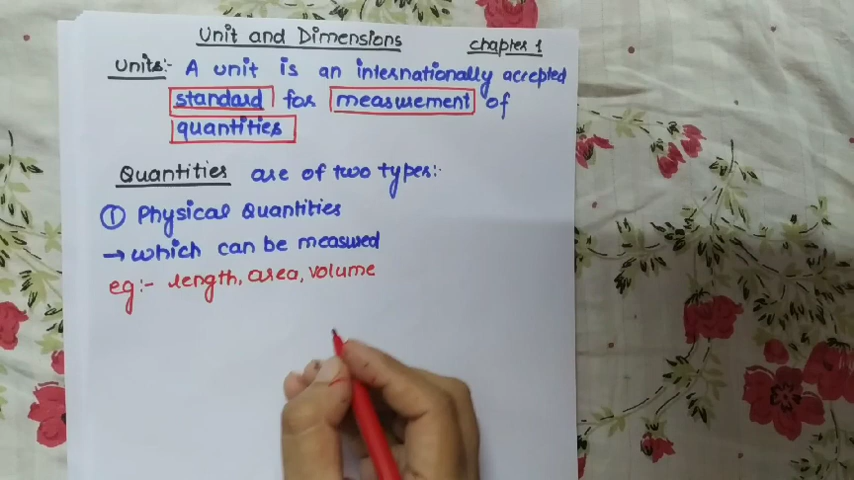 Unit and Dimensions chapter 1
Units:- A unit is an internationally accepted
standard for measurement of
quantities
Quantities are of two types:-
① Physical Quantities
→ which can be measured
eg:- length, area, volume